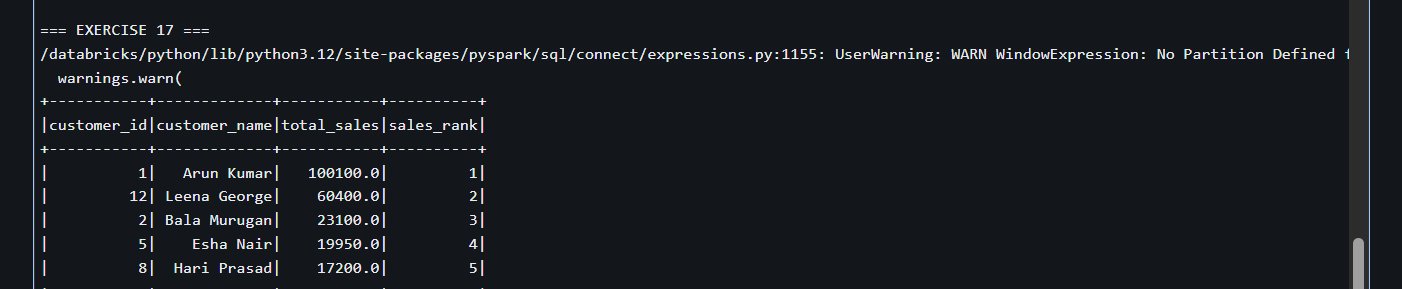 === EXERCISE 17 ===
/databricks/python/lib/python3.12/site-packages/pyspark/sql/connect/expressions.py:1155: UserWarning: WARN WindowExpression: No Partition Defined f
  warnings.warn(
+-----------+-------------+-----------+----------+
|customer_id|customer_name|total_sales|sales_rank|
+-----------+-------------+-----------+----------+
|          1|   Arun Kumar|   100100.0|         1|
|         12| Leena George|    60400.0|         2|
|          2| Bala Murugan|    23100.0|         3|
|          5|    Esha Nair|    19950.0|         4|
|          8|  Hari Prasad|    17200.0|         5|